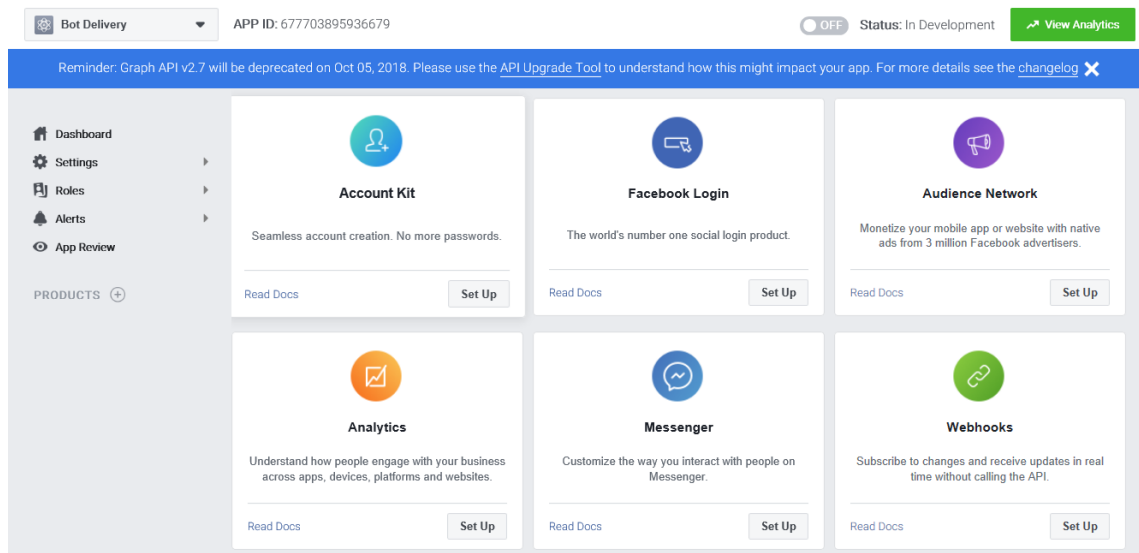 Bot Delivery
APP ID: 677703895936679
OFF
Status: In Development
View Analytics
Reminder: Graph API v2.7 will be deprecated on Oct 05, 2018. Please use the API Upgrade Tool to understand how this might impact your app. For more details see the changelog
Dashboard
Settings
Roles
Alerts
App Review
PRODUCTS
Account Kit
Seamless account creation. No more passwords.
Read Docs
Set Up
Facebook Login
The world's number one social login product.
Read Docs
Set Up
Audience Network
Monetize your mobile app or website with native
ads from 3 million Facebook advertisers.
Read Docs
Set Up
Analytics
Understand how people engage with your business
across apps, devices, platforms and websites.
Read Docs
Set Up
Messenger
Customize the way you interact with people on
Messenger.
Read Docs
Set Up
Webhooks
Subscribe to changes and receive updates in real
time without calling the API.
Read Docs
Set Up